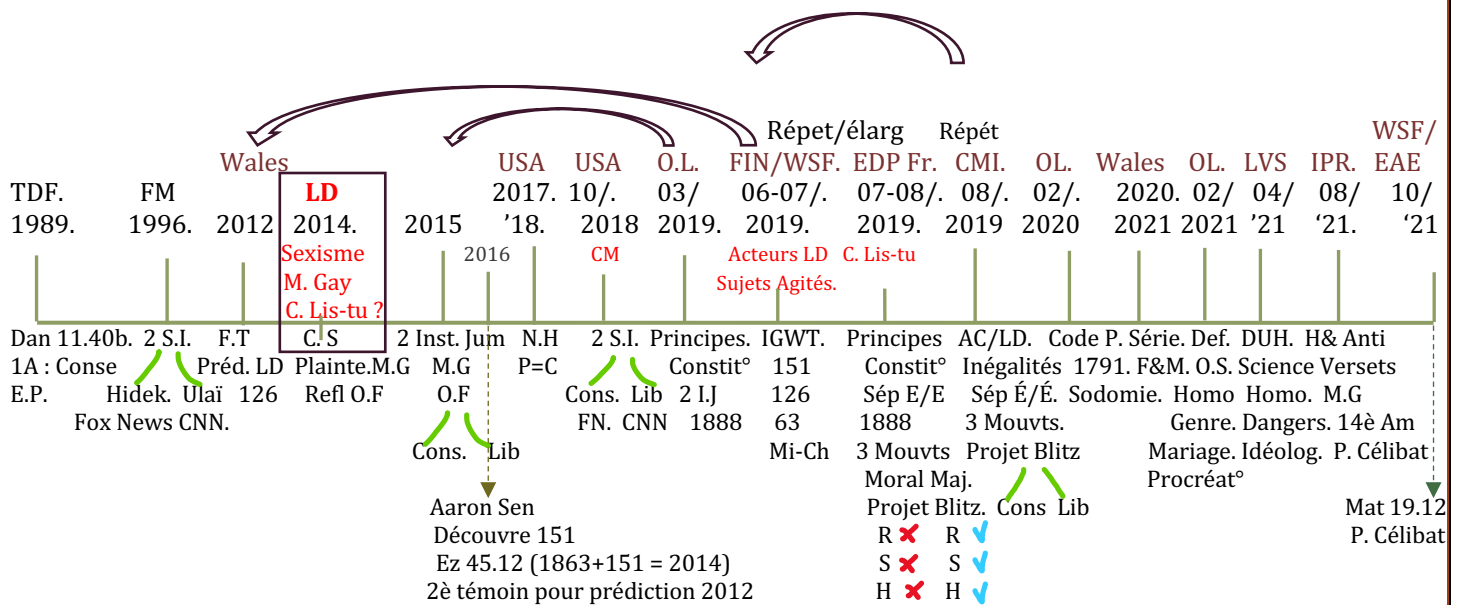 Répet/élarg Répét WSF/
Wales USA USA O.L. FIN/WSF. EDP Fr. CMI. OL. Wales OL. LVS IPR. EAE
TDF. FM LD 2017. 10/. 03/ 06-07/. 07-08/. 08/. 02/. 2020. 02/ 04/ 08/ 10/
1989. 1996. 2012 2014. 2015 '18. 2018 2019. 2019. 2019. 2019 2020 2021 2021 '21 '21. '21
Sexisme 2016 CM Acteurs LD C. Lis-tu
M. Gay Sujets Agités.
C. Lis-tu ?
Dan 11.40b. 2 S.I. F.T C. S 2 Inst. Jum N.H 2 S.I. Principes. IGWT. Principes AC/LD. Code P. Série. Def. DUH. H& Anti
1A : Conse Préd. LD Plainte.M.G M.G P=C Constit° 151 Constit° Inégalités 1791. F&M. O.S. Science Versets
E.P. Hidek. Ulaï 126 Refl O.F O.F Cons. Lib 2 I.J 126 Sép E/E Sép É/É. Sodomie. Homo Homo. M.G
Fox News CNN. FN. CNN 1888 63 1888 3 Mouvts. Genre. Dangers. 14è Am
Cons. Lib Mi-Ch 3 Mouvts Projet Blitz Mariage. Idéolog. P. Célibat
Moral Maj. Procréat°
Aaron Sen Projet Blitz. Cons Lib Mat 19.12
Découvre 151 R R P. Célibat
Ez 45.12 (1863+151 = 2014) S S
2è témoin pour prédiction 2012 H H